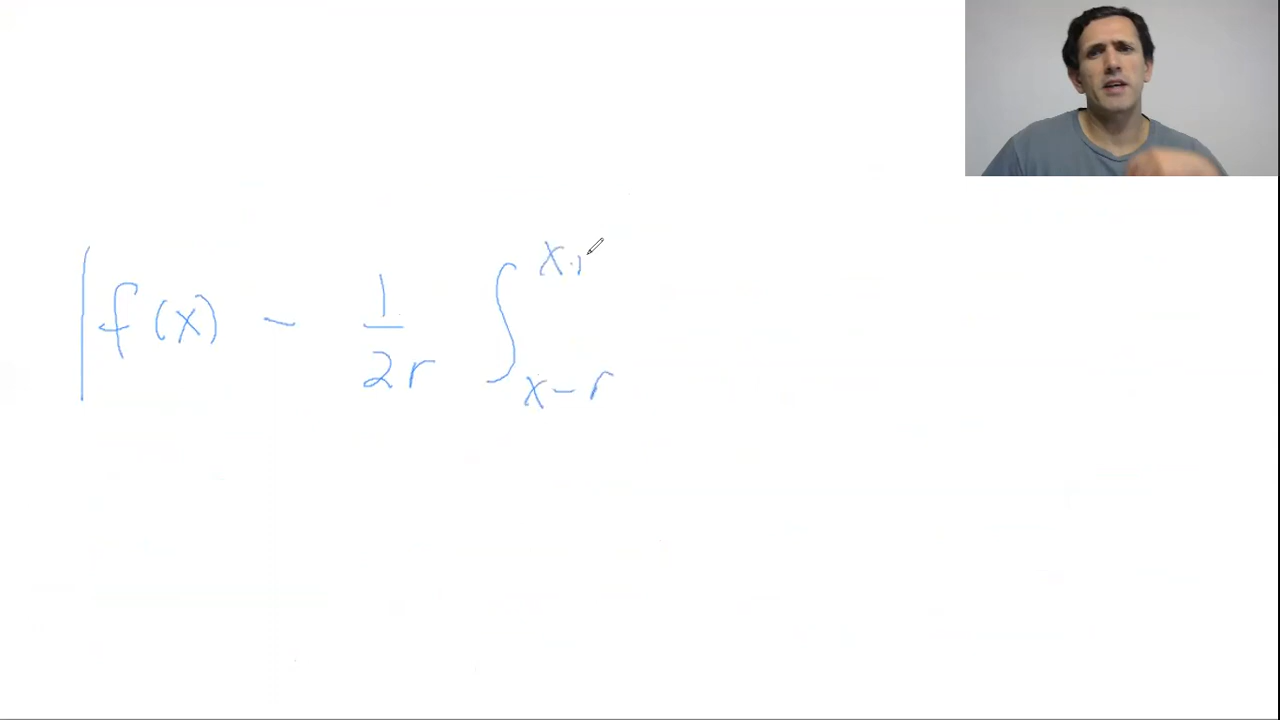 | f(x) - 1/2r ∫_{x-r}^{x+r}